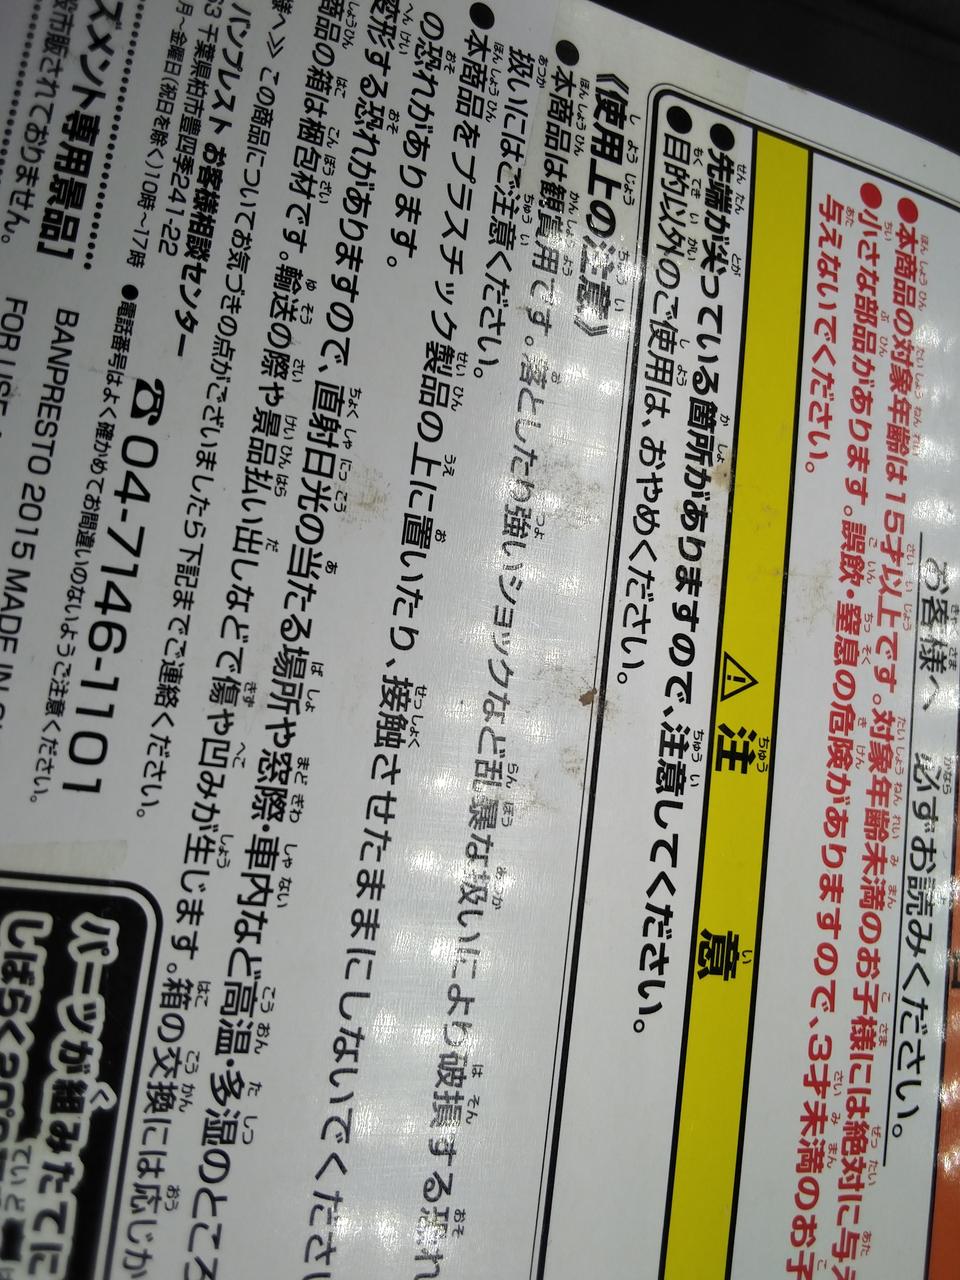 お客様へ 必ずお読みください。
●本商品の対象年齢は15才以上です。対象年齢未満のお子様には絶対に与え
●小さな部品があります。誤飲・窒息の危険がありますので、3才未満のお子
与えないでください。
⚠注意
●先端が尖っている箇所がありますので、注意してください。
●目的以外のご使用は、おやめください。
《使用上の注意》
●本商品は観賞用です。落としたり強いショックなど乱暴な扱いにより破損する恐れ
扱いにはご注意ください。
●本商品をプラスチック製品の上に置いたり、接触させたままにしないでくださ
の恐れがあります。
変形する恐れがありますので、直射日光の当たる場所や窓際・車内など高温・多湿のところ
商品の箱は梱包材です。輸送の際や景品払い出しなどで傷や凹みが生じます。箱の交換には応じか
様へ》この商品についてお気づきの点がございましたら下記までご連絡ください。
バンプレスト お客様相談センター ☎04-7146-1101
千葉県柏市豊四季241-22
月〜金曜日(祝日を除く)10時〜17時 ●電話番号はよく確かめてお間違いのないようご注意ください。
ズメント専用景品】
BANPRESTO 2015 MADE IN
般市販されておりません。
FOR USE
パーツが組みたてに
しばらく